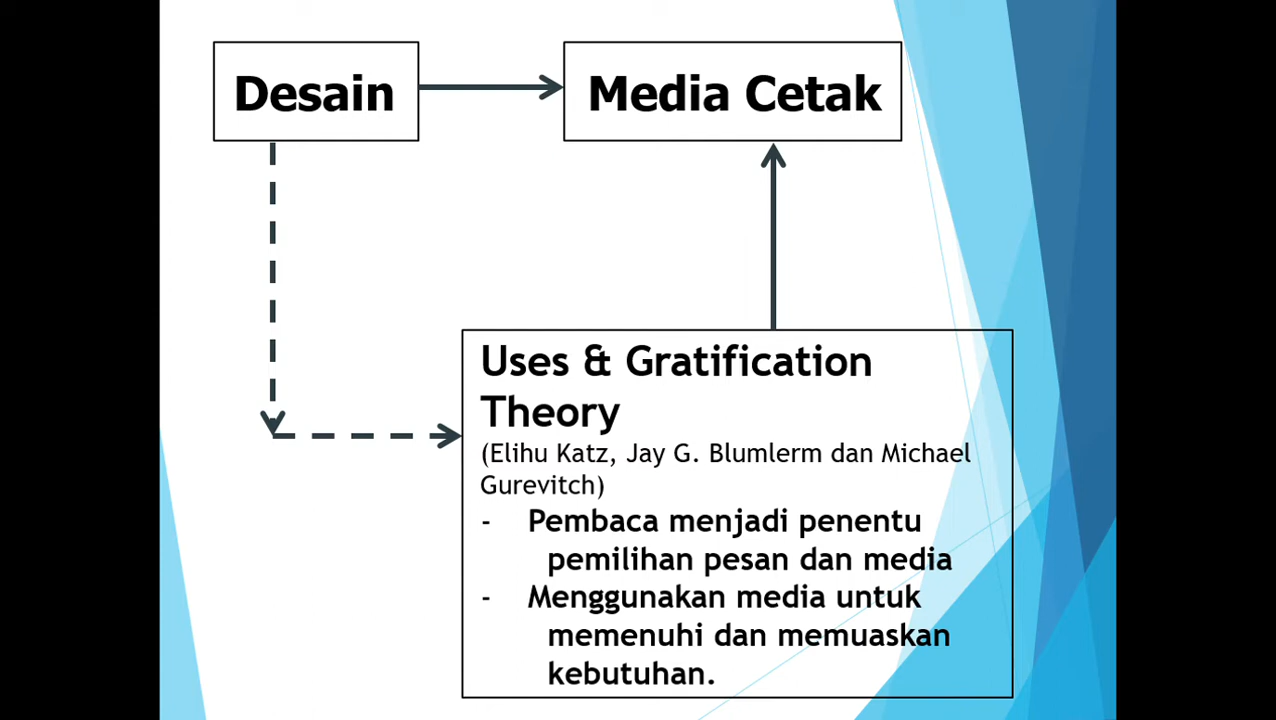 Desain
Media Cetak
Uses & Gratification
Theory
(Elihu Katz, Jay G. Blumlerm dan Michael
Gurevitch)
- Pembaca menjadi penentu
pemilihan pesan dan media
- Menggunakan media untuk
memenuhi dan memuaskan
kebutuhan.